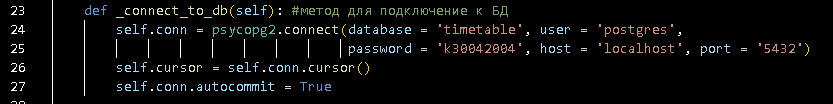 23 def _connect_to_db(self): #метод для подключение к БД
24 self.conn = psycopg2.connect(database = 'timetable', user = 'postgres',
25 password = 'k30042004', host = 'localhost', port = '5432')
26 self.cursor = self.conn.cursor()
27 self.conn.autocommit = True